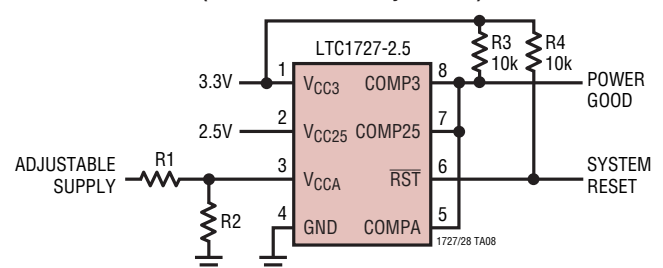 LTC1727-2.5
R3
10k
R4
10k
3.3V
1
VCC3
COMP3
8
POWER
GOOD
2.5V
2
VCC25
COMP25
7
ADJUSTABLE
SUPPLY
R1
3
VCCA
RST
6
SYSTEM
RESET
R2
4
GND
COMPA
5
1727/28 TA08